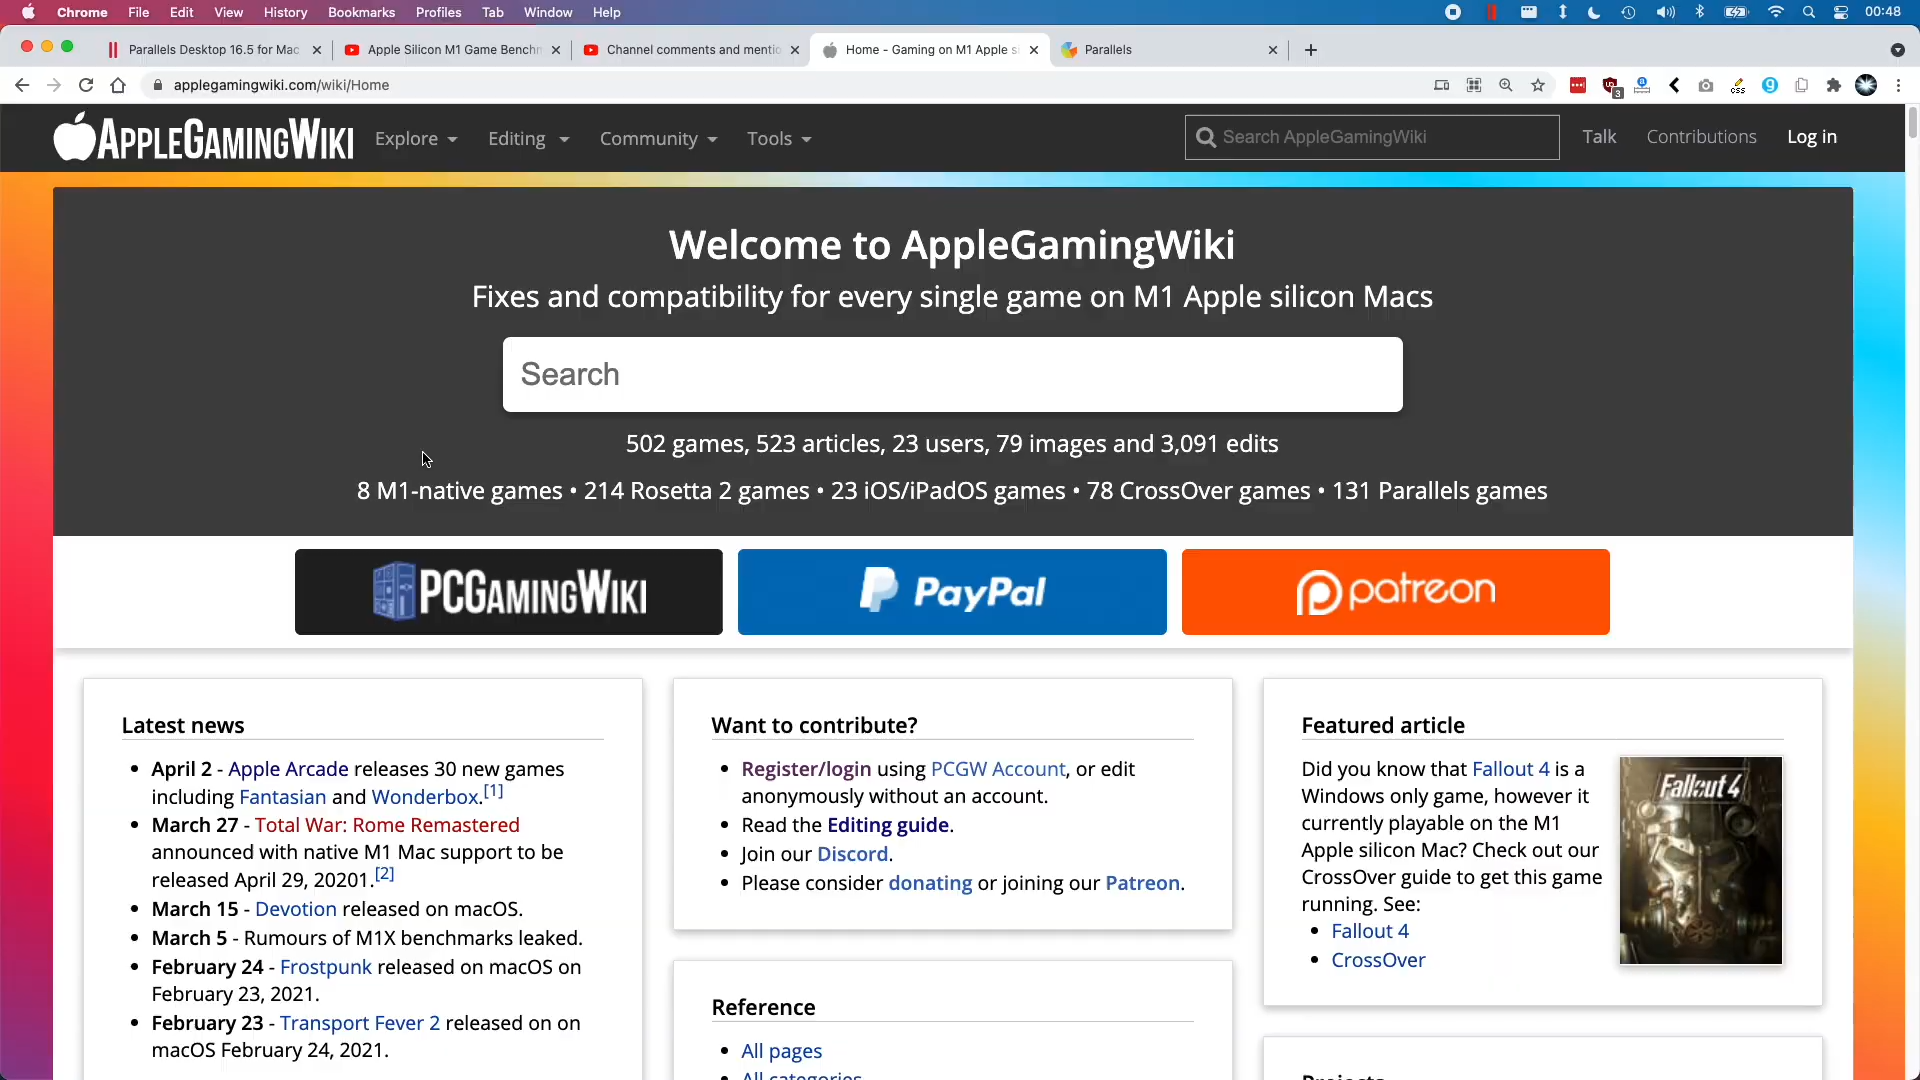 Chrome File Edit View History Bookmarks Profiles Tab Window Help 00:48
Parallels Desktop 16.5 for Mac Apple Silicon M1 Game Benchm Channel comments and mentio Home - Gaming on M1 Apple s Parallels
applegamingwiki.com/wiki/Home 3
APPLEGAMINGWIKI Explore Editing Community Tools Search AppleGamingWiki Talk Contributions Log in
Welcome to AppleGamingWiki
Fixes and compatibility for every single game on M1 Apple silicon Macs
Search
502 games, 523 articles, 23 users, 79 images and 3,091 edits
8 M1-native games • 214 Rosetta 2 games • 23 iOS/iPadOS games • 78 CrossOver games • 131 Parallels games
PCGAMINGWIKI PayPal patreon
Latest news
• April 2 - Apple Arcade releases 30 new games
including Fantasian and Wonderbox.[1]
• March 27 - Total War: Rome Remastered
announced with native M1 Mac support to be
released April 29, 20201.[2]
• March 15 - Devotion released on macOS.
• March 5 - Rumours of M1X benchmarks leaked.
• February 24 - Frostpunk released on macOS on
February 23, 2021.
• February 23 - Transport Fever 2 released on on
macOS February 24, 2021.
Want to contribute?
• Register/login using PCGW Account, or edit
anonymously without an account.
• Read the Editing guide.
• Join our Discord.
• Please consider donating or joining our Patreon.
Reference
• All pages
• All categories
Featured article
Did you know that Fallout 4 is a
Windows only game, however it
currently playable on the M1
Apple silicon Mac? Check out our
CrossOver guide to get this game
running. See:
• Fallout 4
• CrossOver
Fallout 4
Projects